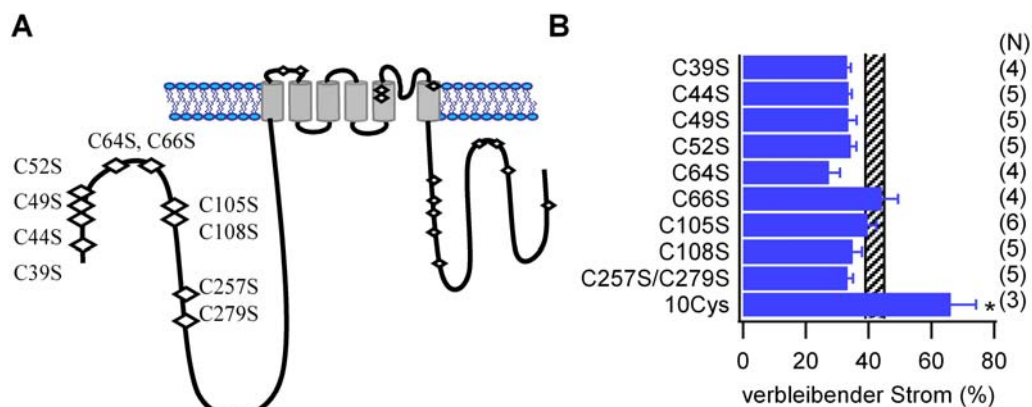 A
C64S, C66S
C52S
C49S
C44S
C39S
C105S
C108S
C257S
C279S
B
(N)
C39S (4)
C44S (5)
C49S (5)
C52S (5)
C64S (4)
C66S (4)
C105S (6)
C108S (5)
C257S/C279S (5)
10Cys * (3)
0 20 40 60 80
verbleibender Strom (%)